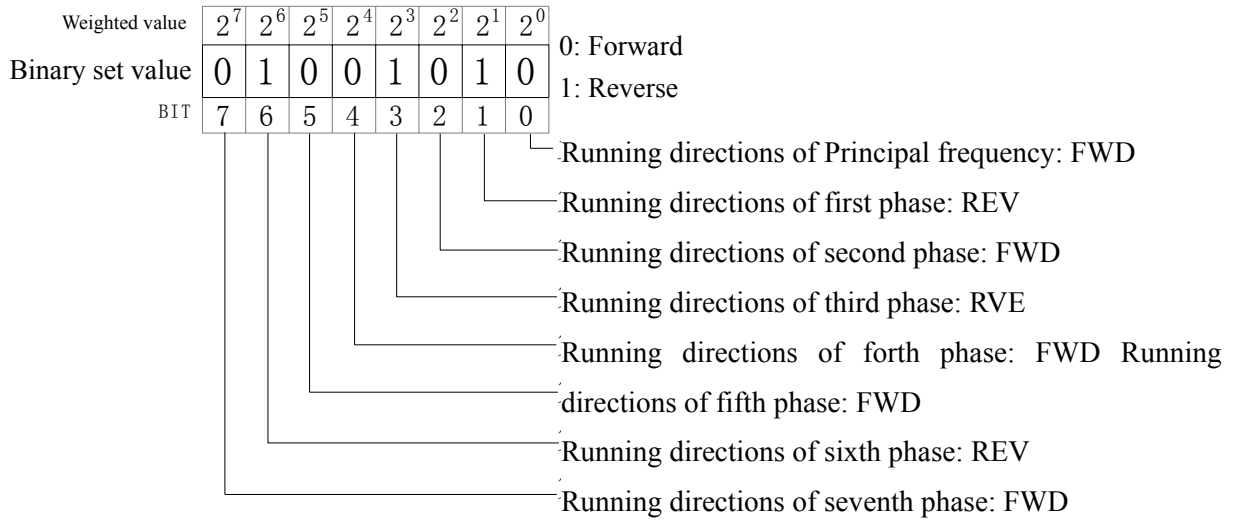 Weighted value 2^7 2^6 2^5 2^4 2^3 2^2 2^1 2^0
0: Forward
Binary set value 0 1 0 0 1 0 1 0
1: Reverse
BIT 7 6 5 4 3 2 1 0
Running directions of Principal frequency: FWD
Running directions of first phase: REV
Running directions of second phase: FWD
Running directions of third phase: RVE
Running directions of forth phase: FWD Running
directions of fifth phase: FWD
Running directions of sixth phase: REV
Running directions of seventh phase: FWD